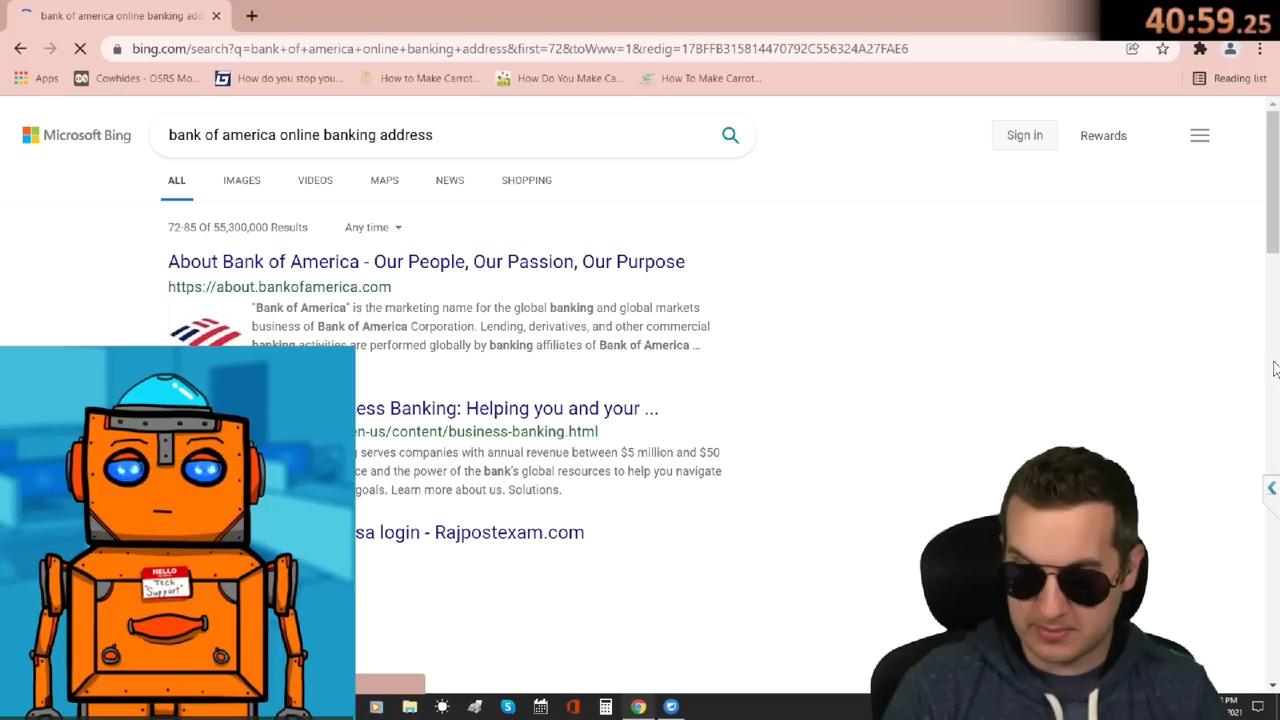 40:59.25
bank of america online banking add
bing.com/search?q=bank+of+america+online+banking+address&first=72&toWww=1&redig=17BFFB315814470792C556324A27FAE6
Apps Cowhides - OSRS Mo... How do you stop you... How to Make Carrot... How Do You Make Ca... How To Make Carrot... Reading list
Microsoft Bing bank of america online banking address Sign in Rewards
ALL IMAGES VIDEOS MAPS NEWS SHOPPING
72-85 Of 55,300,000 Results Any time
About Bank of America - Our People, Our Passion, Our Purpose
https://about.bankofamerica.com
"Bank of America" is the marketing name for the global banking and global markets
business of Bank of America Corporation. Lending, derivatives, and other commercial
banking activities are performed globally by banking affiliates of Bank of America ...
ess Banking: Helping you and your ...
en-us/content/business-banking.html
serves companies with annual revenue between $5 million and $50
ce and the power of the bank's global resources to help you navigate
goals. Learn more about us. Solutions.
sa login - Rajpostexam.com
HELLO
Tech
"Support"
PM
2021